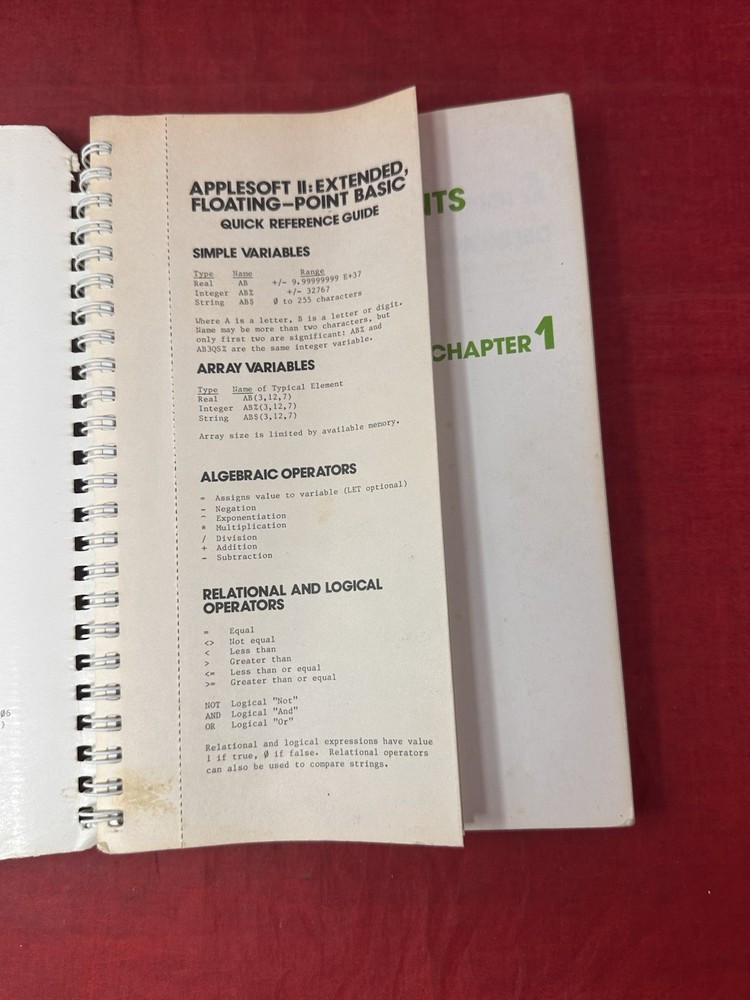 APPLESOFT II: EXTENDED,
FLOATING-POINT BASIC
QUICK REFERENCE GUIDE
SIMPLE VARIABLES
Type Name Range
Real AB +/- 9.99999999 E+37
Integer AB% +/- 32767
String AB$ Ø to 255 characters
Where A is a letter, B is a letter or digit.
Name may be more than two characters, but
only first two are significant: AB% and
AB3QS% are the same integer variable.
ARRAY VARIABLES
Type Name of Typical Element
Real AB(3,12,7)
Integer AB%(3,12,7)
String AB$(3,12,7)
Array size is limited by available memory.
ALGEBRAIC OPERATORS
= Assigns value to variable (LET optional)
- Negation
^ Exponentiation
* Multiplication
/ Division
+ Addition
- Subtraction
RELATIONAL AND LOGICAL
OPERATORS
= Equal
<> Not equal
< Less than
> Greater than
<= Less than or equal
>= Greater than or equal
NOT Logical "Not"
AND Logical "And"
OR Logical "Or"
Relational and logical expressions have value
1 if true, Ø if false. Relational operators
can also be used to compare strings.
ITS
CHAPTER 1
Ø6
)